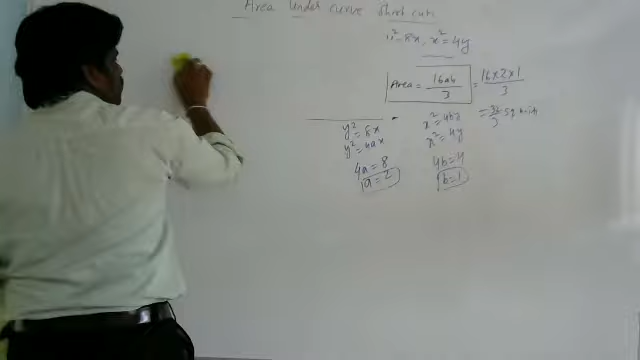 Area Under curve Short cuts
y² = 8x, x² = 4y
Area = 16ab/3 = 16×2×1/3
= 32/3 sq units
y² = 8x
y² = 4ax
4a = 8
a = 2
x² = 4by
x² = 4y
4b = 4
b = 1